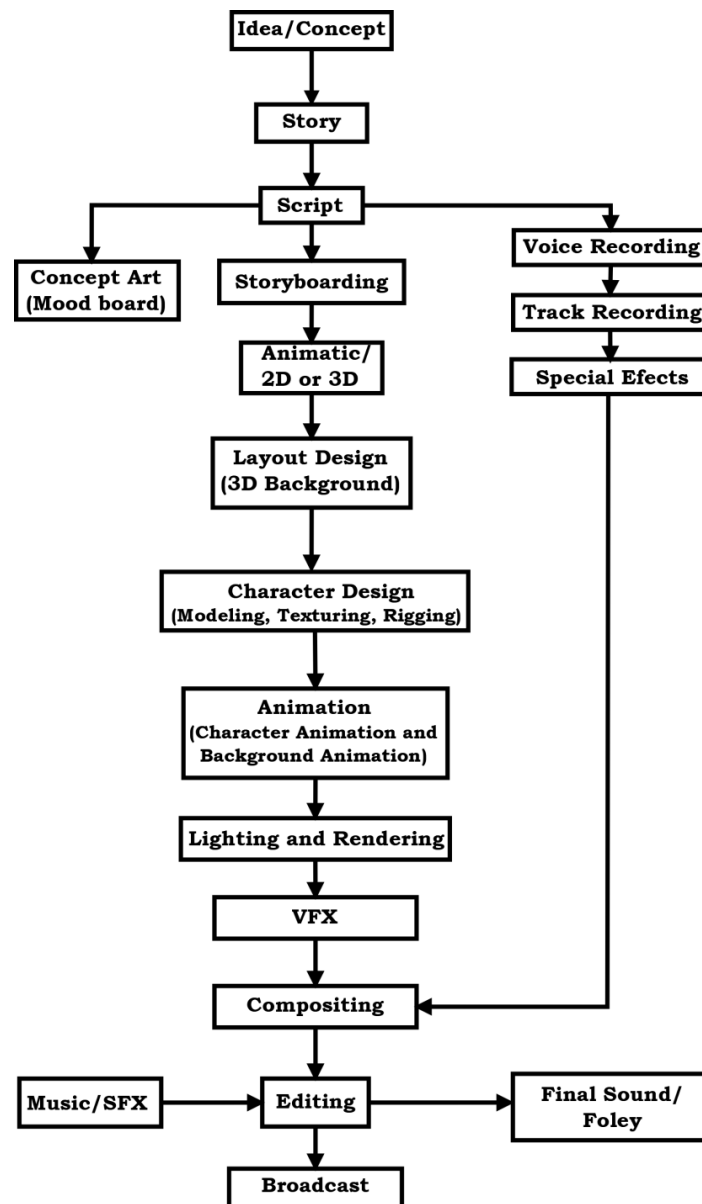 Idea/Concept
Story
Script
Concept Art
(Mood board)
Storyboarding
Voice Recording
Track Recording
Animatic/
2D or 3D
Special Efects
Layout Design
(3D Background)
Character Design
(Modeling, Texturing, Rigging)
Animation
(Character Animation and
Background Animation)
Lighting and Rendering
VFX
Compositing
Music/SFX
Editing
Final Sound/
Foley
Broadcast